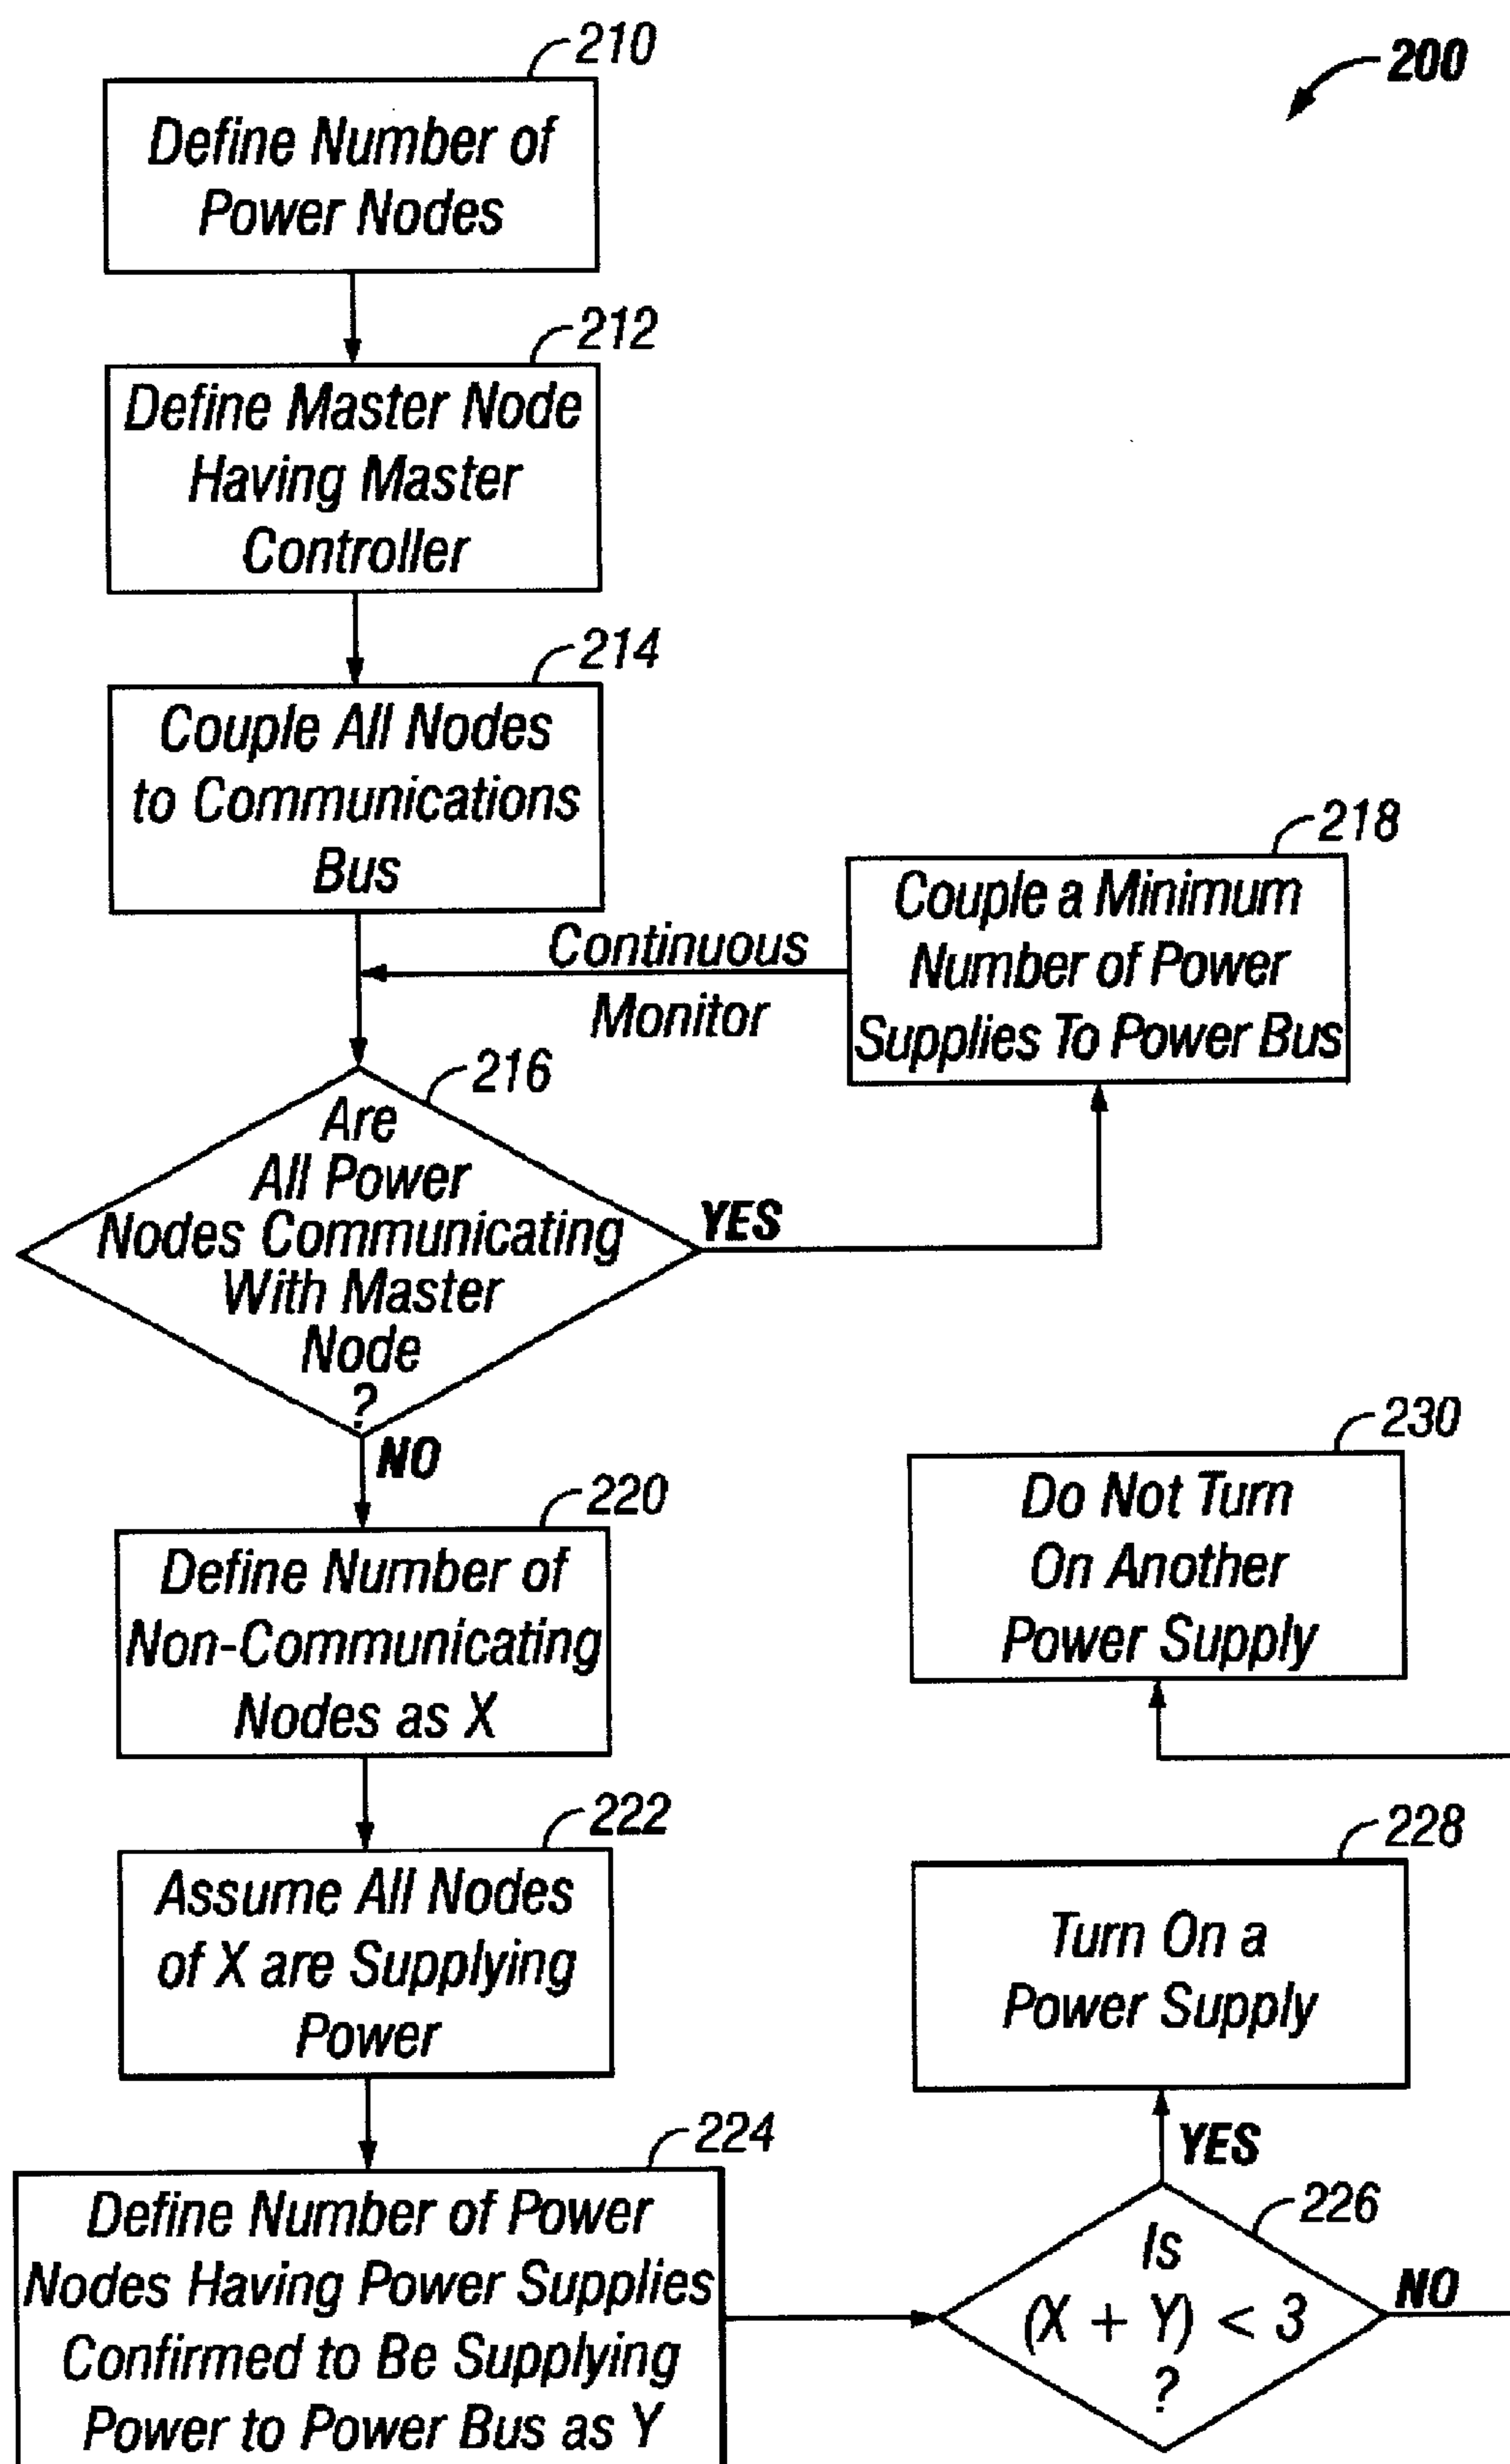 200
210
Define Number of
Power Nodes
212
Define Master Node
Having Master
Controller
214
Couple All Nodes
to Communications
Bus
218
Couple a Minimum
Number of Power
Supplies To Power Bus
Continuous
Monitor
216
Are
All Power
Nodes Communicating
With Master
Node
?
YES
NO
220
Define Number of
Non-Communicating
Nodes as X
222
Assume All Nodes
of X are Supplying
Power
224
Define Number of Power
Nodes Having Power Supplies
Confirmed to Be Supplying
Power to Power Bus as Y
226
Is
(X + Y) < 3
?
YES
NO
228
Turn On a
Power Supply
230
Do Not Turn
On Another
Power Supply